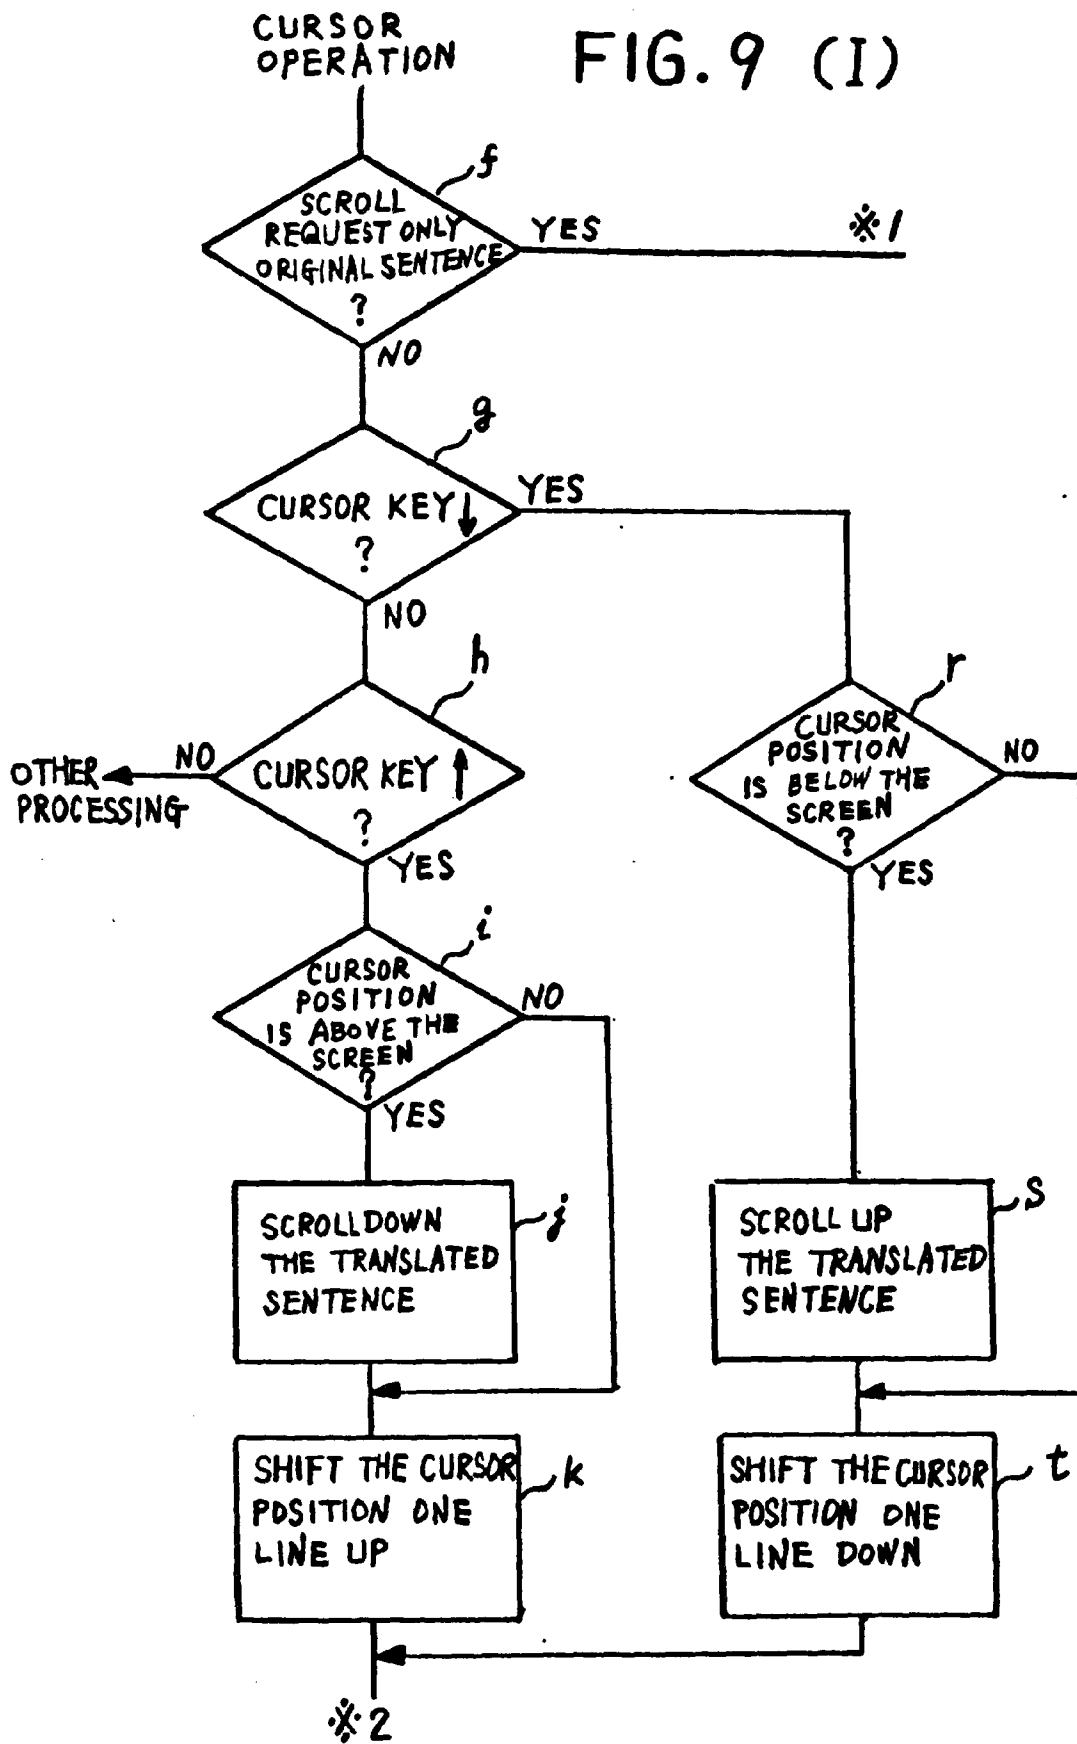 CURSOR
OPERATION
FIG. 9 (I)
f
SCROLL
REQUEST ONLY
ORIGINAL SENTENCE
?
YES
※1
NO
g
CURSOR KEY ↓
?
YES
NO
h
CURSOR KEY ↑
?
NO
OTHER
PROCESSING
YES
r
CURSOR
POSITION
IS BELOW THE
SCREEN
?
NO
YES
i
CURSOR
POSITION
IS ABOVE THE
SCREEN
?
NO
YES
SCROLL DOWN
THE TRANSLATED
SENTENCE
j
SCROLL UP
THE TRANSLATED
SENTENCE
S
SHIFT THE CURSOR
POSITION ONE
LINE UP
k
SHIFT THE CURSOR
POSITION ONE
LINE DOWN
t
※2